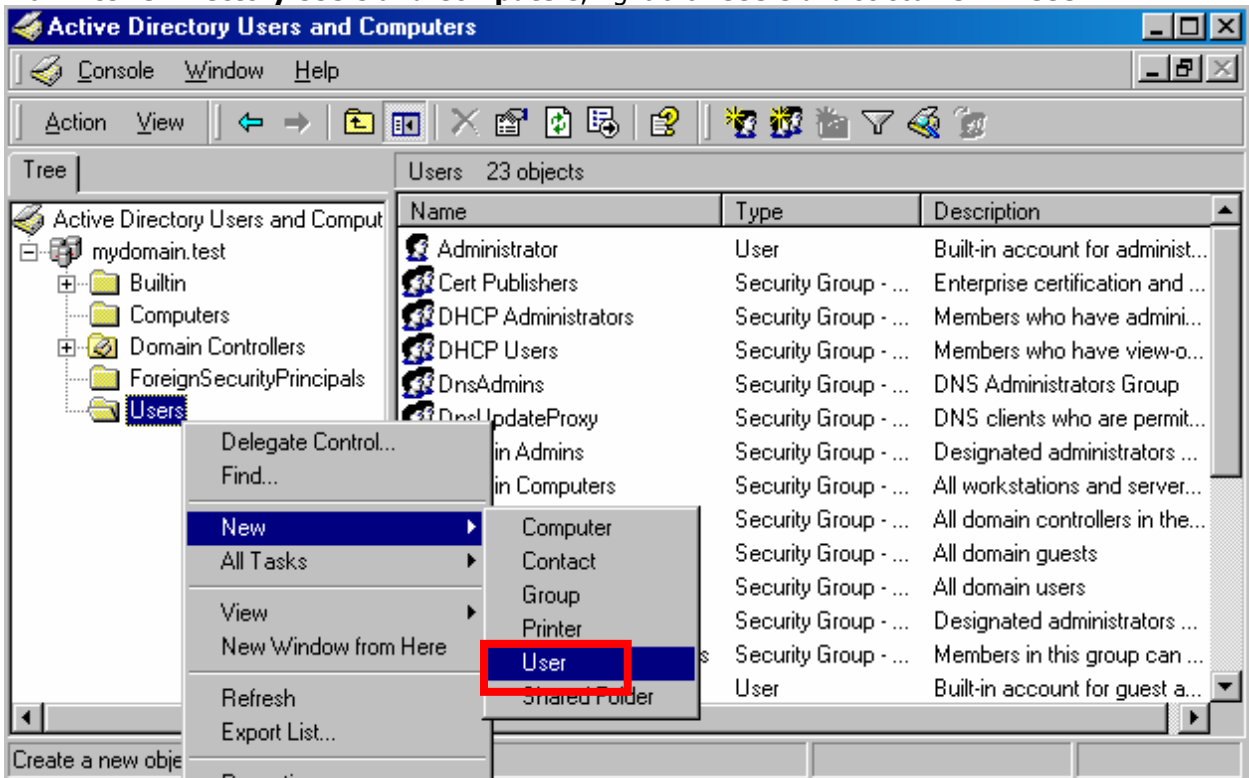 Active Directory Users and Computers
Console Window Help
Action View
Tree
Users 23 objects
Active Directory Users and Comput
mydomain.test
Builtin
Computers
Domain Controllers
ForeignSecurityPrincipals
Users
Name Type Description
Administrator User Built-in account for administ...
Cert Publishers Security Group - ... Enterprise certification and ...
DHCP Administrators Security Group - ... Members who have admini...
DHCP Users Security Group - ... Members who have view-o...
DnsAdmins Security Group - ... DNS Administrators Group
DnsUpdateProxy Security Group - ... DNS clients who are permit...
in Admins Security Group - ... Designated administrators ...
in Computers Security Group - ... All workstations and server...
Security Group - ... All domain controllers in the...
Security Group - ... All domain guests
Security Group - ... All domain users
Security Group - ... Designated administrators ...
s Security Group - ... Members in this group can ...
User Built-in account for guest a...
Delegate Control...
Find...
New
All Tasks
View
New Window from Here
Refresh
Export List...
Computer
Contact
Group
Printer
User
Shared Folder
Create a new obje